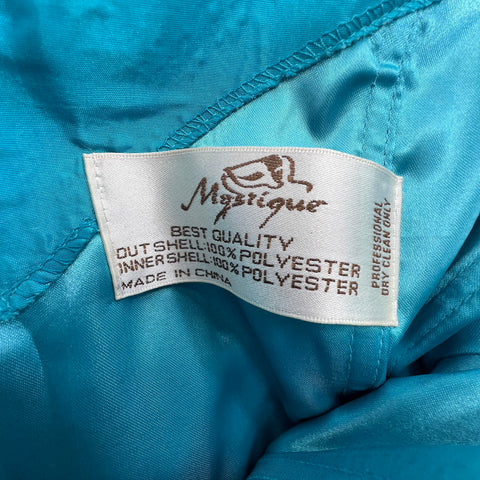 Mystique
BEST QUALITY
OUT SHELL:100% POLYESTER
INNER SHELL:100% POLYESTER
MADE IN CHINA
PROFESSIONAL
DRY CLEAN ONLY